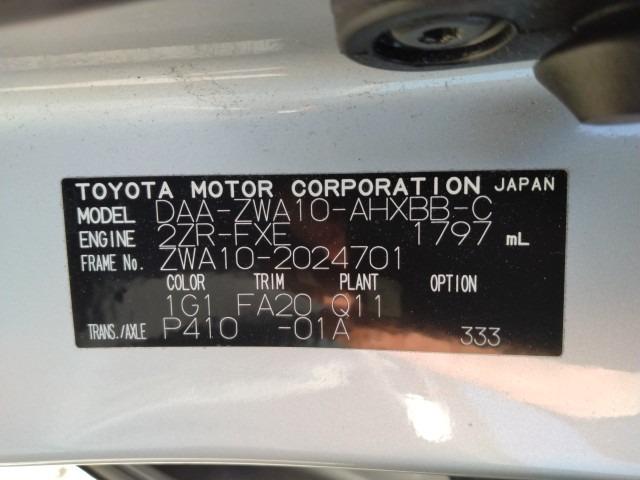 TOYOTA MOTOR CORPORATION JAPAN
MODEL DAA-ZWA10-AHXBB-C
ENGINE 2ZR-FXE 1797 mL
FRAME No. ZWA10-2024701
COLOR TRIM PLANT OPTION
1G1 FA20 Q11
TRANS./AXLE P410 -01A 333